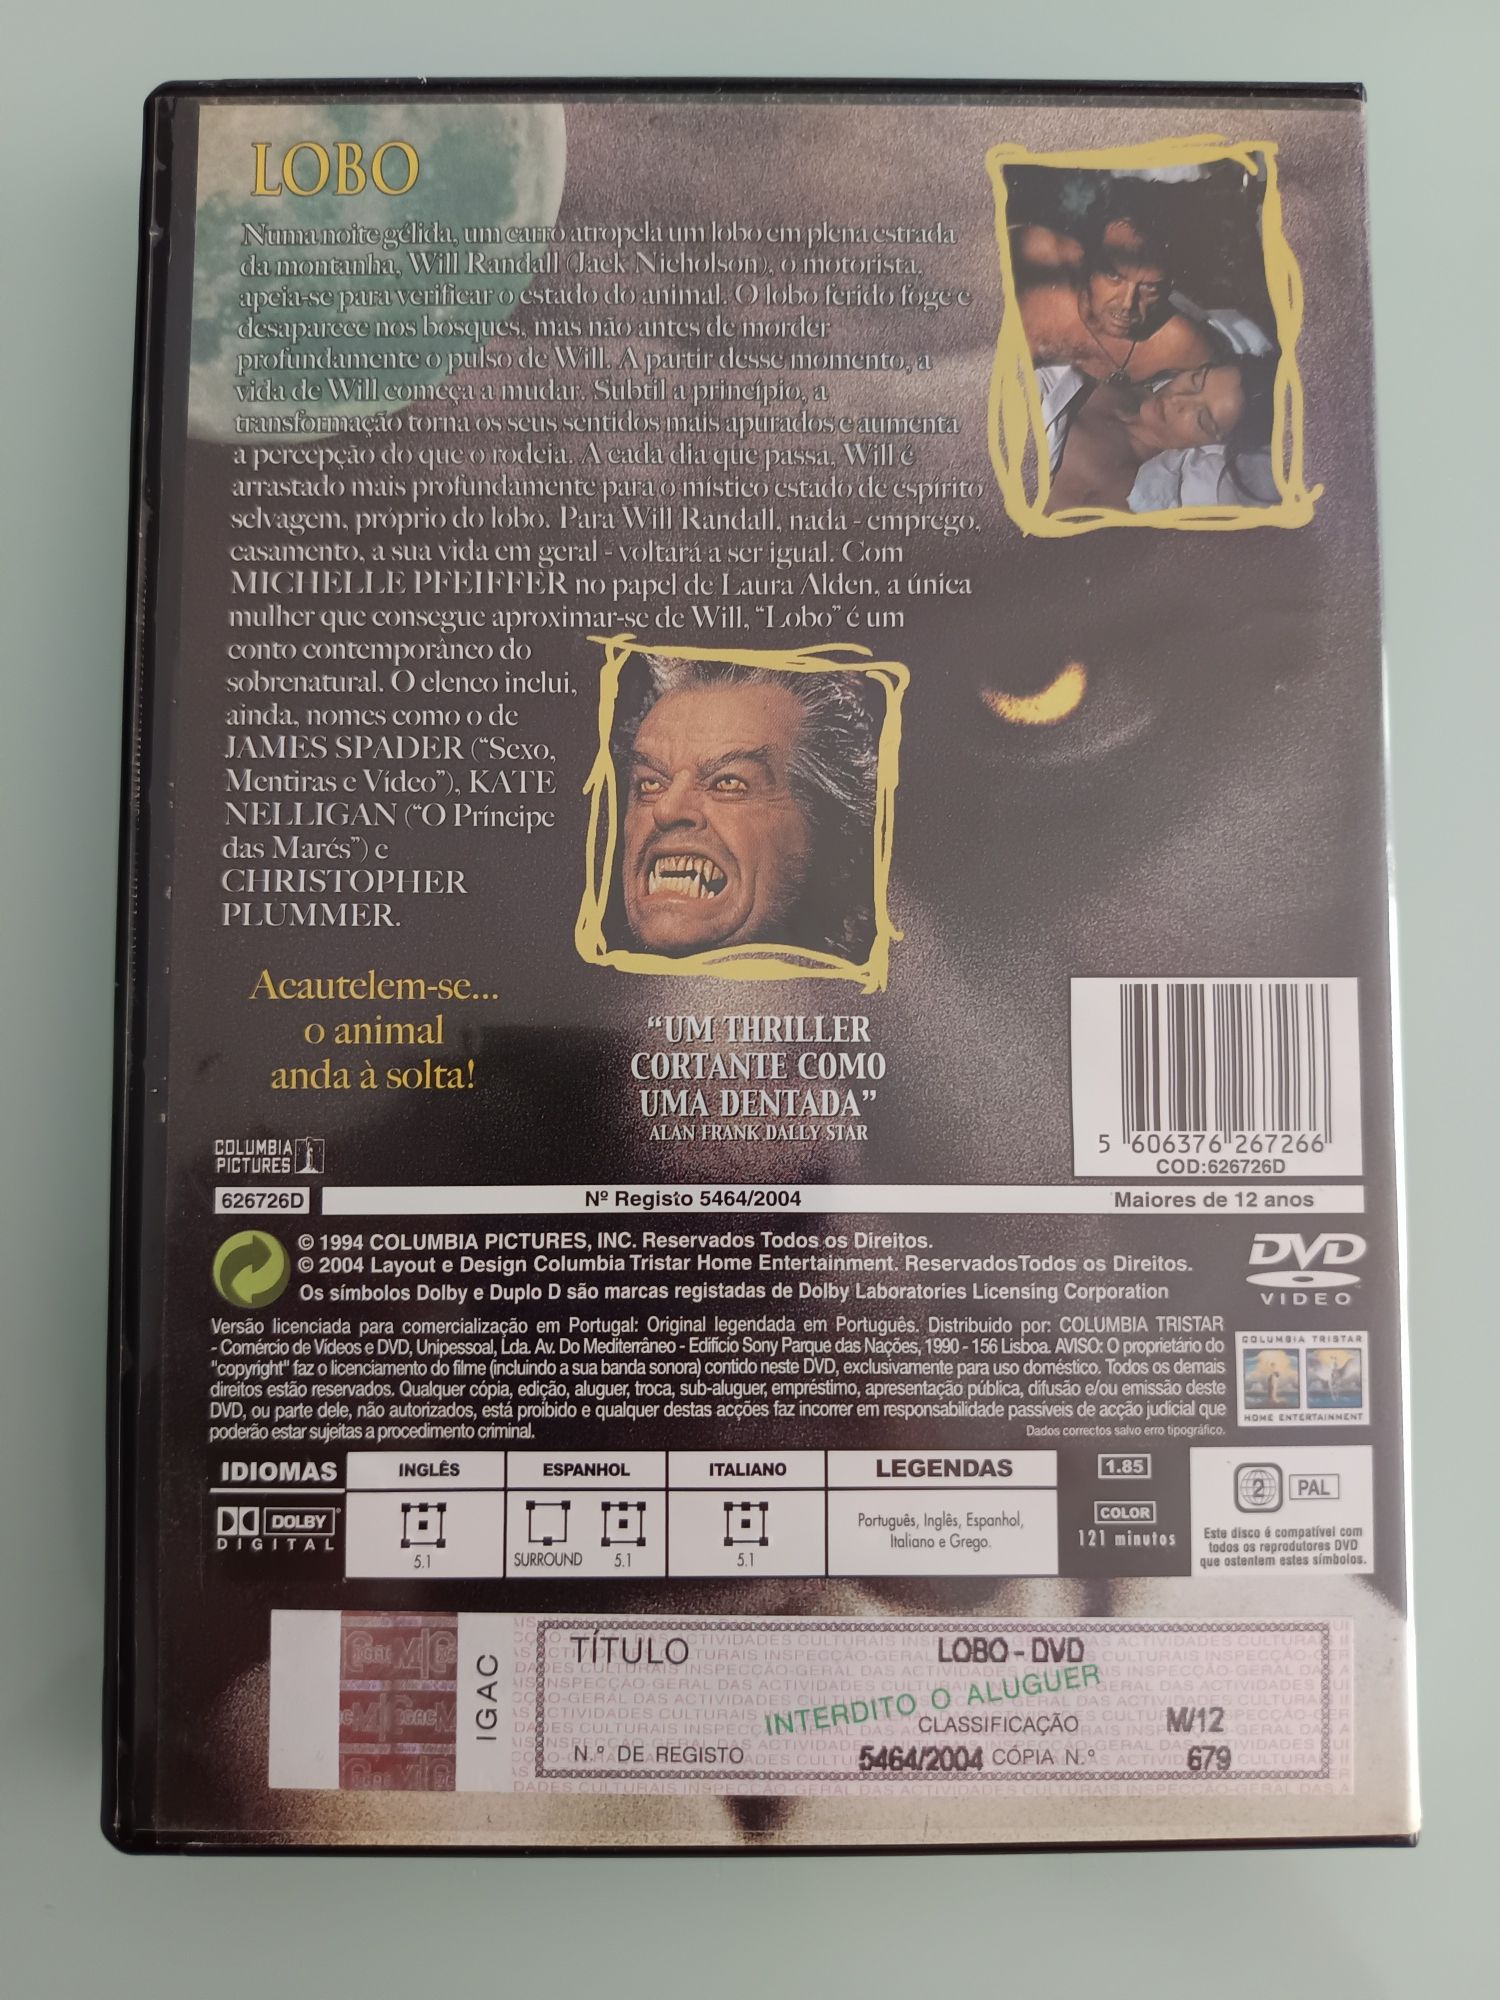 LOBO
Numa noite gélida, um carro atropela um lobo em plena estrada
da montanha, Will Randall (Jack Nicholson), o motorista,
apeia-se para verificar o estado do animal. O lobo ferido foge e
desaparece nos bosques, mas não antes de morder
profundamente o pulso de Will. A partir desse momento, a
vida de Will começa a mudar. Subtil a princípio, a
transformação torna os seus sentidos mais apurados e aumenta
a percepção do que o rodeia. A cada dia que passa, Will é
arrastado mais profundamente para o místico estado de espírito
selvagem, próprio do lobo. Para Will Randall, nada - emprego,
casamento, a sua vida em geral - voltará a ser igual. Com
MICHELLE PFEIFFER no papel de Laura Alden, a única
mulher que consegue aproximar-se de Will, “Lobo” é um
conto contemporâneo do
sobrenatural. O elenco inclui,
ainda, nomes como o de
JAMES SPADER (“Sexo,
Mentiras e Vídeo”), KATE
NELLIGAN (“O Príncipe
das Marés”) e
CHRISTOPHER
PLUMMER.
Acautelem-se...
o animal
anda à solta!
“UM THRILLER
CORTANTE COMO
UMA DENTADA”
ALAN FRANK DALLY STAR
COLUMBIA
PICTURES
5 606376 267266
COD:626726D
626726D
Nº Registo 5464/2004
Maiores de 12 anos
© 1994 COLUMBIA PICTURES, INC. Reservados Todos os Direitos.
© 2004 Layout e Design Columbia Tristar Home Entertainment. ReservadosTodos os Direitos.
Os símbolos Dolby e Duplo D são marcas registadas de Dolby Laboratories Licensing Corporation
DVD
VIDEO
Versão licenciada para comercialização em Portugal: Original legendada em Português. Distribuido por: COLUMBIA TRISTAR
- Comércio de Vídeos e DVD, Unipessoal, Lda. Av. Do Mediterrâneo - Edifício Sony Parque das Nações, 1990 - 156 Lisboa. AVISO: O proprietário do
"copyright" faz o licenciamento do filme (incluindo a sua banda sonora) contido neste DVD, exclusivamente para uso doméstico. Todos os demais
direitos estão reservados. Qualquer cópia, edição, aluguer, troca, sub-aluguer, empréstimo, apresentação pública, difusão e/ou emissão deste
DVD, ou parte dele, não autorizados, está proibido e qualquer destas acções faz incorrer em responsabilidade passíveis de acção judicial que
poderão estar sujeitas a procedimento criminal.
Dados correctos salvo erro tipográfico.
COLUMBIA TRISTAR
HOME ENTERTAINMENT
IDIOMAS
INGLÊS
ESPANHOL
ITALIANO
LEGENDAS
1.85
DOLBY
DIGITAL
5.1
SURROUND
5.1
5.1
Português, Inglês, Espanhol,
Italiano e Grego.
COLOR
121 minutos
2
PAL
Este disco é compatível com
todos os reprodutores DVD
que ostentem estes símbolos.
IGAC
TÍTULO
LOBO - DVD
INTERDITO O ALUGUER
CLASSIFICAÇÃO
M/12
N.º DE REGISTO
5464/2004
CÓPIA N.º
679